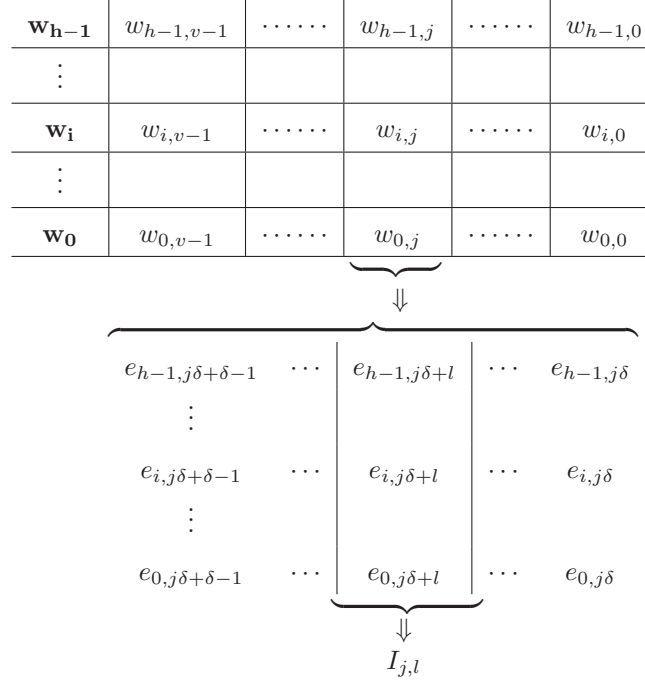 w_{h−1} w_{h−1,v−1} ⋯⋯ w_{h−1,j} ⋯⋯ w_{h−1,0}
⋮
w_i w_{i,v−1} ⋯⋯ w_{i,j} ⋯⋯ w_{i,0}
⋮
w_0 w_{0,v−1} ⋯⋯ w_{0,j} ⋯⋯ w_{0,0}
⇓
e_{h−1,jδ+δ−1} ⋯ e_{h−1,jδ+l} ⋯ e_{h−1,jδ}
⋮
e_{i,jδ+δ−1} ⋯ e_{i,jδ+l} ⋯ e_{i,jδ}
⋮
e_{0,jδ+δ−1} ⋯ e_{0,jδ+l} ⋯ e_{0,jδ}
⇓
I_{j,l}